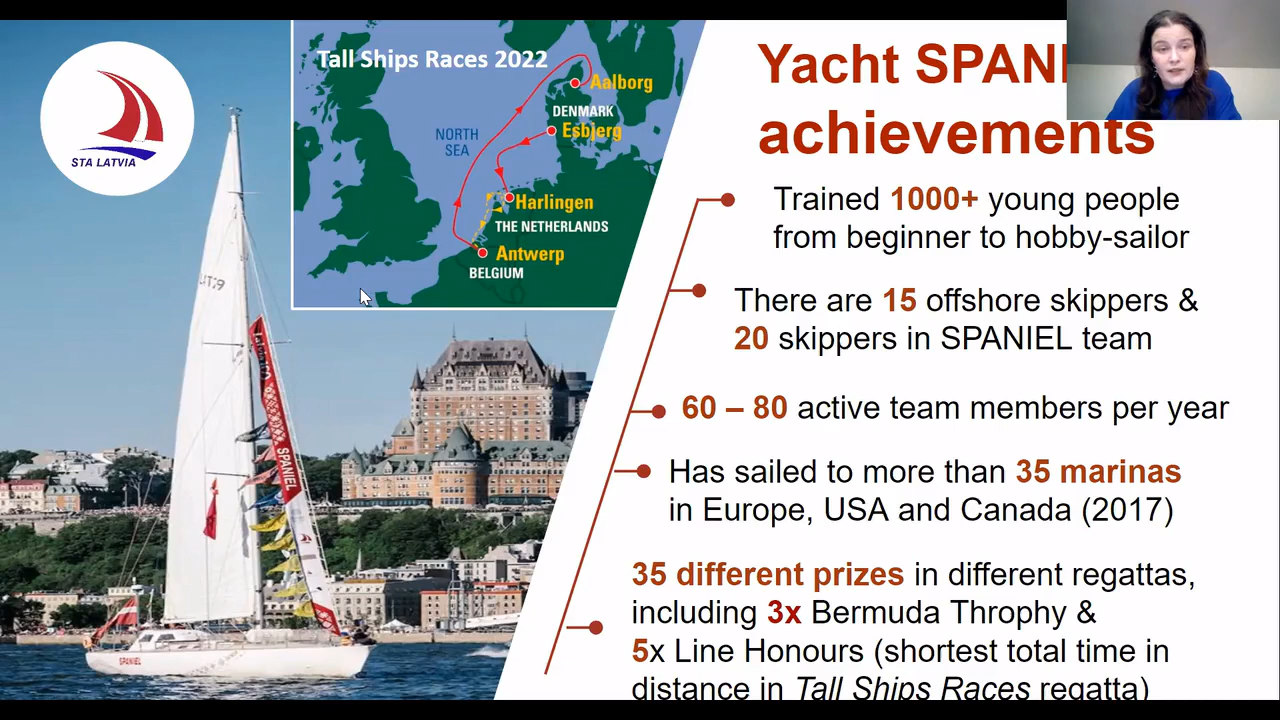 STA LATVIA
Tall Ships Races 2022
Aalborg
DENMARK
NORTH
SEA
Esbjerg
Harlingen
THE NETHERLANDS
Antwerp
BELGIUM
SPANIEL
SPANIEL
Yacht SPANI
achievements
Trained 1000+ young people
from beginner to hobby-sailor
There are 15 offshore skippers &
20 skippers in SPANIEL team
60 – 80 active team members per year
Has sailed to more than 35 marinas
in Europe, USA and Canada (2017)
35 different prizes in different regattas,
including 3x Bermuda Throphy &
5x Line Honours (shortest total time in
distance in Tall Ships Races regatta)